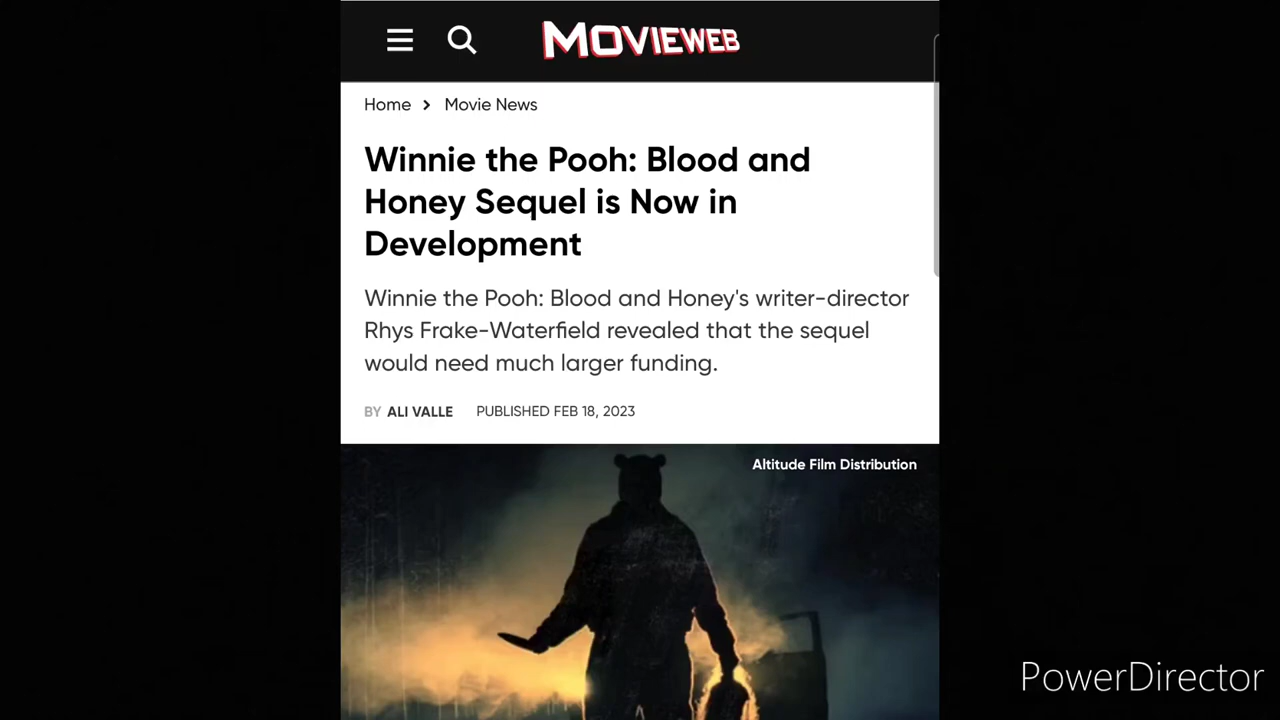 MOVIEWEB
Home > Movie News
Winnie the Pooh: Blood and
Honey Sequel is Now in
Development
Winnie the Pooh: Blood and Honey's writer-director
Rhys Frake-Waterfield revealed that the sequel
would need much larger funding.
BY ALI VALLE PUBLISHED FEB 18, 2023
Altitude Film Distribution
PowerDirector